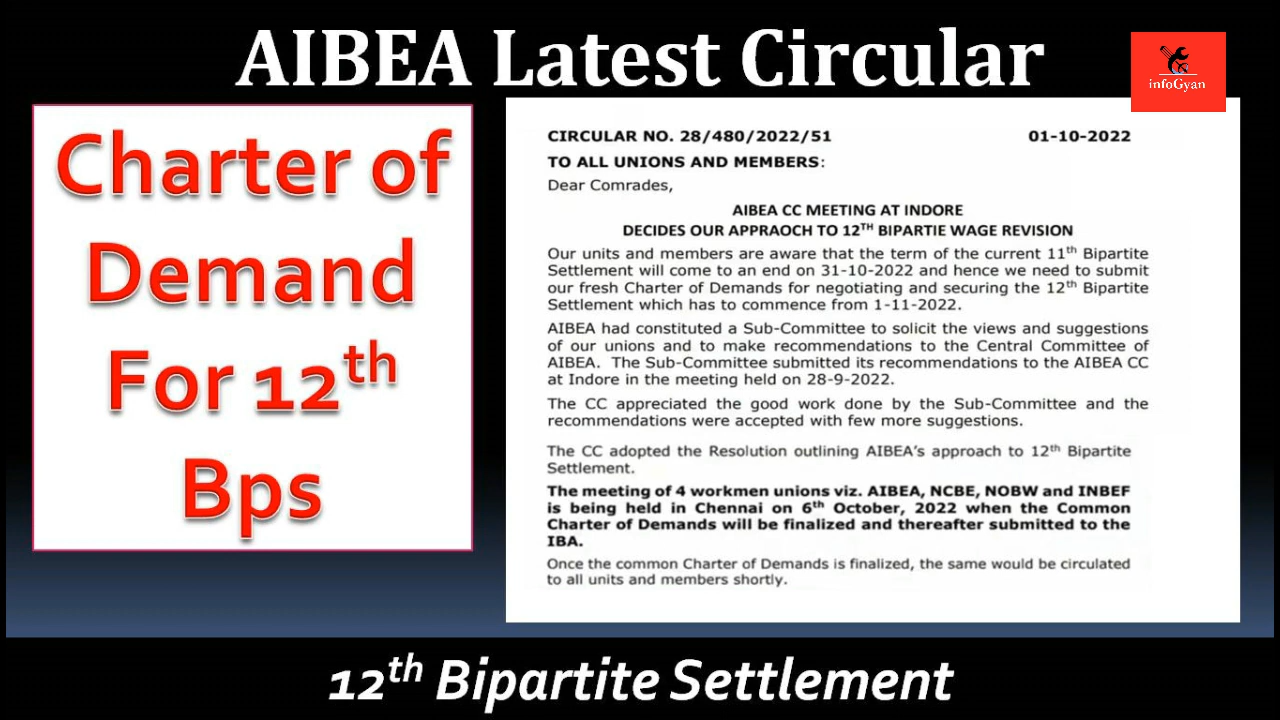 AIBEA Latest Circular
infoGyan
Charter of
Demand
For 12th
Bps
CIRCULAR NO. 28/480/2022/51 01-10-2022
TO ALL UNIONS AND MEMBERS:
Dear Comrades,
AIBEA CC MEETING AT INDORE
DECIDES OUR APPRAOCH TO 12TH BIPARTIE WAGE REVISION
Our units and members are aware that the term of the current 11th Bipartite
Settlement will come to an end on 31-10-2022 and hence we need to submit
our fresh Charter of Demands for negotiating and securing the 12th Bipartite
Settlement which has to commence from 1-11-2022.
AIBEA had constituted a Sub-Committee to solicit the views and suggestions
of our unions and to make recommendations to the Central Committee of
AIBEA. The Sub-Committee submitted its recommendations to the AIBEA CC
at Indore in the meeting held on 28-9-2022.
The CC appreciated the good work done by the Sub-Committee and the
recommendations were accepted with few more suggestions.
The CC adopted the Resolution outlining AIBEA's approach to 12th Bipartite
Settlement.
The meeting of 4 workmen unions viz. AIBEA, NCBE, NOBW and INBEF
is being held in Chennai on 6th October, 2022 when the Common
Charter of Demands will be finalized and thereafter submitted to the
IBA.
Once the common Charter of Demands is finalized, the same would be circulated
to all units and members shortly.
12th Bipartite Settlement